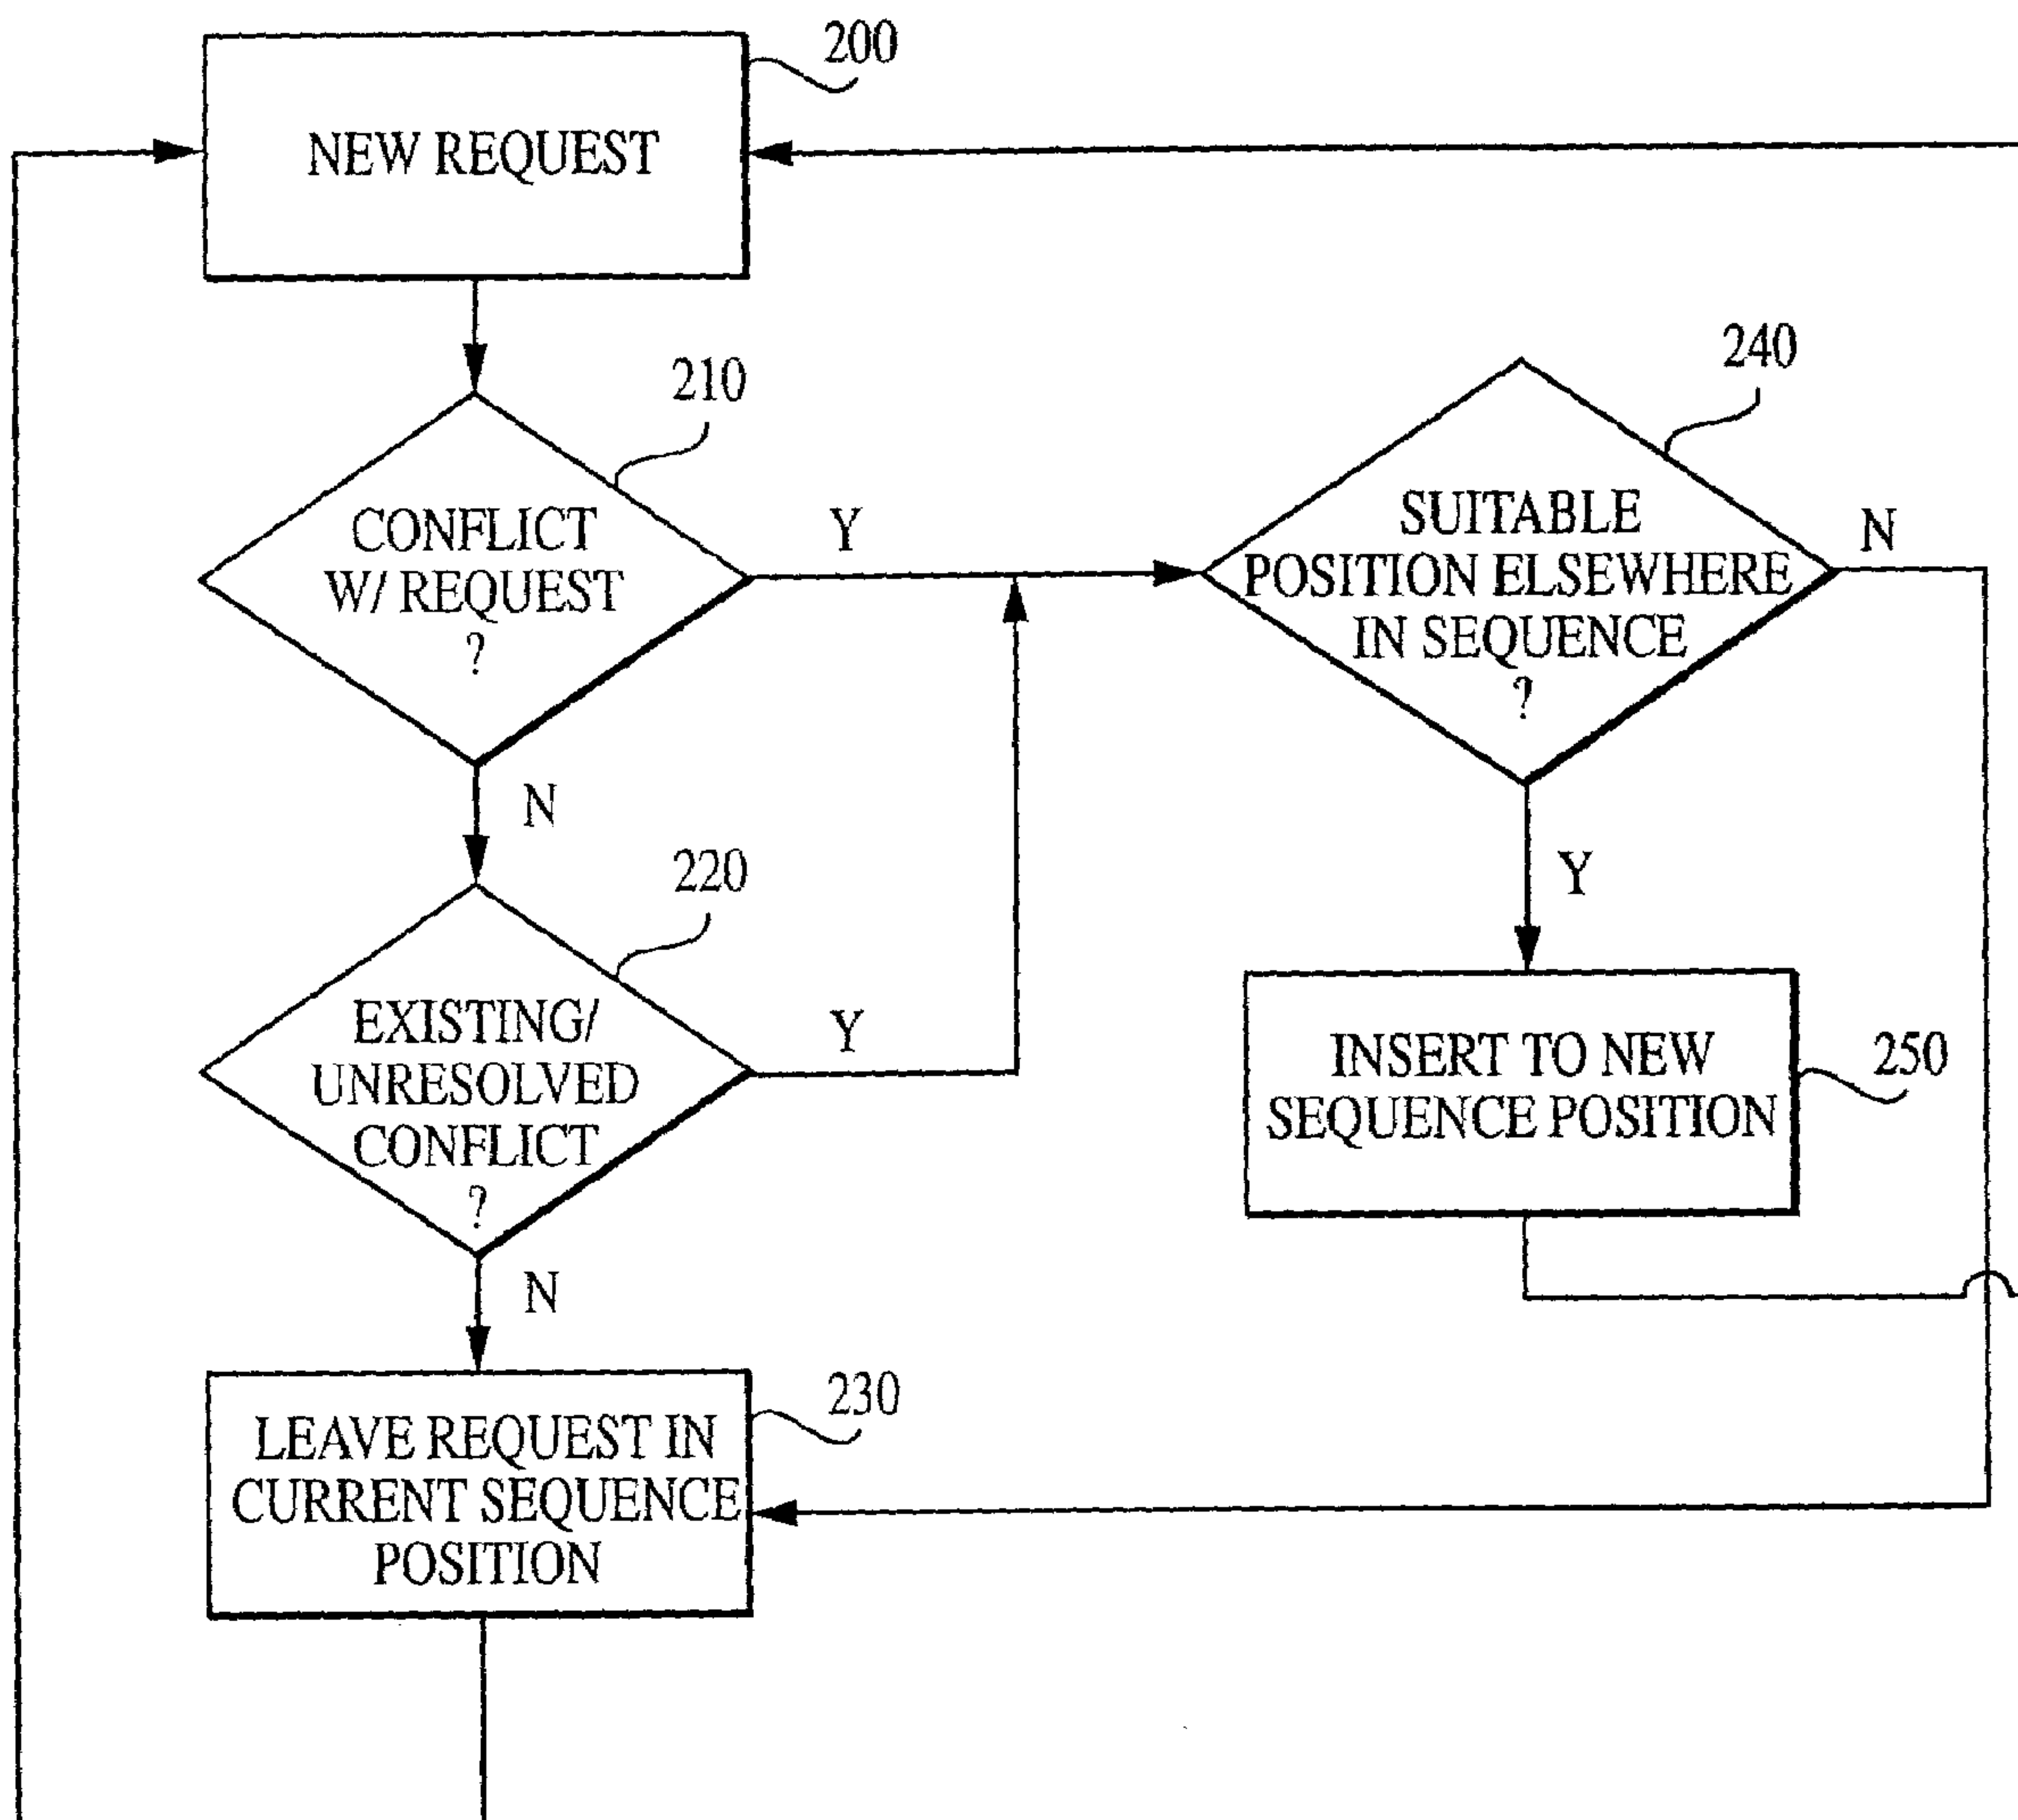 200
NEW REQUEST
210
CONFLICT
W/ REQUEST
?
Y
N
220
EXISTING/
UNRESOLVED
CONFLICT
?
Y
N
230
LEAVE REQUEST IN
CURRENT SEQUENCE
POSITION
240
SUITABLE
POSITION ELSEWHERE
IN SEQUENCE
?
N
Y
250
INSERT TO NEW
SEQUENCE POSITION